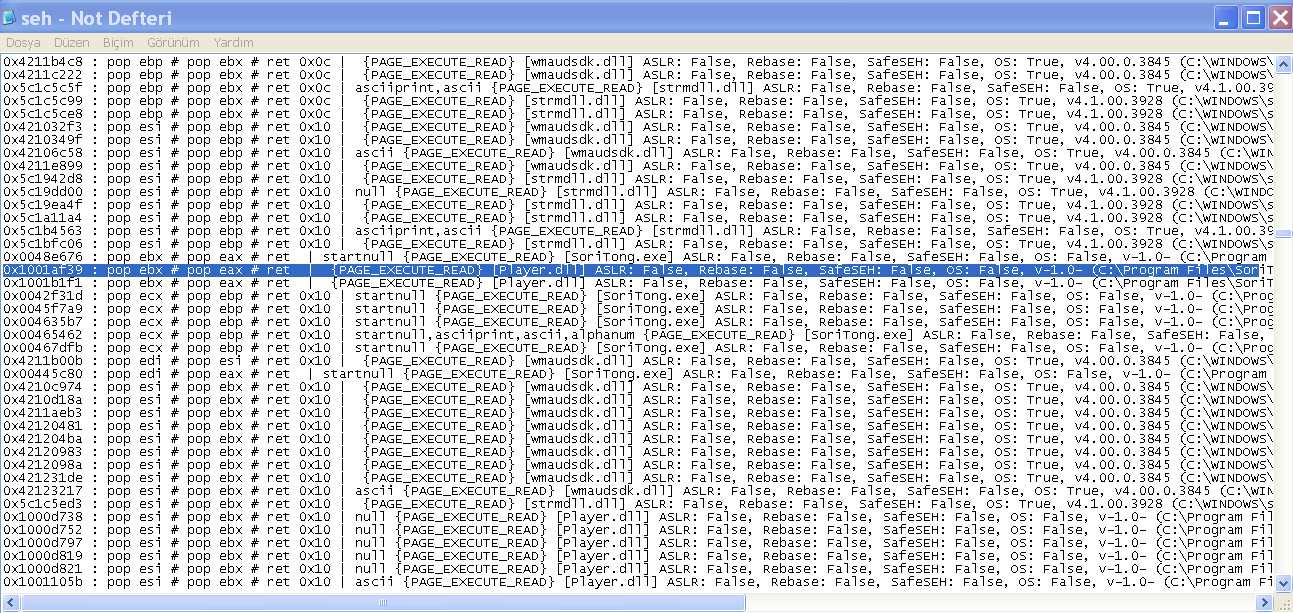 seh - Not Defteri
Dosya Düzen Biçim Görünüm Yardım
0x4211b4c8 : pop ebp # pop ebx # ret 0x0c | {PAGE_EXECUTE_READ} [wmaudsdk.dll] ASLR: False, Rebase: False, SafeSEH: False, OS: True, v4.00.0.3845 (C:\WINDOWS\
0x4211c222 : pop ebp # pop ebx # ret 0x0c | {PAGE_EXECUTE_READ} [wmaudsdk.dll] ASLR: False, Rebase: False, SafeSEH: False, OS: True, v4.00.0.3845 (C:\WINDOWS\
0x5c1c5c5f : pop ebp # pop ebx # ret 0x0c | asciiprint,ascii {PAGE_EXECUTE_READ} [strmdll.dll] ASLR: False, Rebase: False, SafeSEH: False, OS: True, v4.1.00.39
0x5c1c5c99 : pop ebp # pop ebx # ret 0x0c | {PAGE_EXECUTE_READ} [strmdll.dll] ASLR: False, Rebase: False, SafeSEH: False, OS: True, v4.1.00.3928 (C:\WINDOWS\s
0x5c1c5ce8 : pop ebp # pop ebx # ret 0x0c | {PAGE_EXECUTE_READ} [strmdll.dll] ASLR: False, Rebase: False, SafeSEH: False, OS: True, v4.1.00.3928 (C:\WINDOWS\s
0x421032f3 : pop esi # pop ebx # ret 0x10 | {PAGE_EXECUTE_READ} [wmaudsdk.dll] ASLR: False, Rebase: False, SafeSEH: False, OS: True, v4.00.0.3845 (C:\WINDOWS\
0x4210349f : pop esi # pop ebx # ret 0x10 | {PAGE_EXECUTE_READ} [wmaudsdk.dll] ASLR: False, Rebase: False, SafeSEH: False, OS: True, v4.00.0.3845 (C:\WINDOWS\
0x42106c58 : pop esi # pop ebx # ret 0x10 | ascii {PAGE_EXECUTE_READ} [wmaudsdk.dll] ASLR: False, Rebase: False, SafeSEH: False, OS: True, v4.00.0.3845 (C:\WIN
0x4211e899 : pop esi # pop ebx # ret 0x10 | {PAGE_EXECUTE_READ} [wmaudsdk.dll] ASLR: False, Rebase: False, SafeSEH: False, OS: True, v4.00.0.3845 (C:\WINDOWS\
0x5c1942d8 : pop esi # pop ebx # ret 0x10 | {PAGE_EXECUTE_READ} [strmdll.dll] ASLR: False, Rebase: False, SafeSEH: False, OS: True, v4.1.00.3928 (C:\WINDOWS\s
0x5c19dd00 : pop esi # pop ebx # ret 0x10 | null {PAGE_EXECUTE_READ} [strmdll.dll] ASLR: False, Rebase: False, SafeSEH: False, OS: True, v4.1.00.3928 (C:\WINDO
0x5c19ea4f : pop esi # pop ebx # ret 0x10 | {PAGE_EXECUTE_READ} [strmdll.dll] ASLR: False, Rebase: False, SafeSEH: False, OS: True, v4.1.00.3928 (C:\WINDOWS\s
0x5c1a11a4 : pop esi # pop ebx # ret 0x10 | {PAGE_EXECUTE_READ} [strmdll.dll] ASLR: False, Rebase: False, SafeSEH: False, OS: True, v4.1.00.3928 (C:\WINDOWS\s
0x5c1b4563 : pop esi # pop ebx # ret 0x10 | asciiprint,ascii {PAGE_EXECUTE_READ} [strmdll.dll] ASLR: False, Rebase: False, SafeSEH: False, OS: True, v4.1.00.39
0x5c1bfc06 : pop esi # pop ebx # ret 0x10 | {PAGE_EXECUTE_READ} [strmdll.dll] ASLR: False, Rebase: False, SafeSEH: False, OS: True, v4.1.00.3928 (C:\WINDOWS\s
0x0048e676 : pop ebx # pop eax # ret | startnull {PAGE_EXECUTE_READ} [SoriTong.exe] ASLR: False, Rebase: False, SafeSEH: False, OS: False, v-1.0- (C:\Program
0x1001af39 : pop ebx # pop eax # ret | {PAGE_EXECUTE_READ} [Player.dll] ASLR: False, Rebase: False, SafeSEH: False, OS: False, v-1.0- (C:\Program Files\SoriT
0x1001b1f1 : pop ebx # pop eax # ret | {PAGE_EXECUTE_READ} [Player.dll] ASLR: False, Rebase: False, SafeSEH: False, OS: False, v-1.0- (C:\Program Files\SoriT
0x0042f31d : pop ecx # pop ebp # ret 0x10 | startnull {PAGE_EXECUTE_READ} [SoriTong.exe] ASLR: False, Rebase: False, SafeSEH: False, OS: False, v-1.0- (C:\Prog
0x0045f7a9 : pop ecx # pop ebp # ret 0x10 | startnull {PAGE_EXECUTE_READ} [SoriTong.exe] ASLR: False, Rebase: False, SafeSEH: False, OS: False, v-1.0- (C:\Prog
0x004635b7 : pop ecx # pop ebp # ret 0x10 | startnull {PAGE_EXECUTE_READ} [SoriTong.exe] ASLR: False, Rebase: False, SafeSEH: False, OS: False, v-1.0- (C:\Prog
0x00465462 : pop ecx # pop ebp # ret 0x10 | startnull,asciiprint,ascii,alphanum {PAGE_EXECUTE_READ} [SoriTong.exe] ASLR: False, Rebase: False, SafeSEH: False,
0x00467dfb : pop ecx # pop ebp # ret 0x10 | startnull {PAGE_EXECUTE_READ} [SoriTong.exe] ASLR: False, Rebase: False, SafeSEH: False, OS: False, v-1.0- (C:\Prog
0x4211b00b : pop edi # pop esi # ret 0x10 | {PAGE_EXECUTE_READ} [wmaudsdk.dll] ASLR: False, Rebase: False, SafeSEH: False, OS: True, v4.00.0.3845 (C:\WINDOWS\
0x00445c80 : pop edi # pop eax # ret | startnull {PAGE_EXECUTE_READ} [SoriTong.exe] ASLR: False, Rebase: False, SafeSEH: False, OS: False, v-1.0- (C:\Program
0x4210c974 : pop esi # pop ebx # ret 0x10 | {PAGE_EXECUTE_READ} [wmaudsdk.dll] ASLR: False, Rebase: False, SafeSEH: False, OS: True, v4.00.0.3845 (C:\WINDOWS\
0x4210d18a : pop esi # pop ebx # ret 0x10 | {PAGE_EXECUTE_READ} [wmaudsdk.dll] ASLR: False, Rebase: False, SafeSEH: False, OS: True, v4.00.0.3845 (C:\WINDOWS\
0x4211aeb3 : pop esi # pop ebx # ret 0x10 | {PAGE_EXECUTE_READ} [wmaudsdk.dll] ASLR: False, Rebase: False, SafeSEH: False, OS: True, v4.00.0.3845 (C:\WINDOWS\
0x42120481 : pop esi # pop ebx # ret 0x10 | {PAGE_EXECUTE_READ} [wmaudsdk.dll] ASLR: False, Rebase: False, SafeSEH: False, OS: True, v4.00.0.3845 (C:\WINDOWS\
0x421204ba : pop esi # pop ebx # ret 0x10 | {PAGE_EXECUTE_READ} [wmaudsdk.dll] ASLR: False, Rebase: False, SafeSEH: False, OS: True, v4.00.0.3845 (C:\WINDOWS\
0x42120983 : pop esi # pop ebx # ret 0x10 | {PAGE_EXECUTE_READ} [wmaudsdk.dll] ASLR: False, Rebase: False, SafeSEH: False, OS: True, v4.00.0.3845 (C:\WINDOWS\
0x4212098a : pop esi # pop ebx # ret 0x10 | {PAGE_EXECUTE_READ} [wmaudsdk.dll] ASLR: False, Rebase: False, SafeSEH: False, OS: True, v4.00.0.3845 (C:\WINDOWS\
0x421231de : pop esi # pop ebx # ret 0x10 | {PAGE_EXECUTE_READ} [wmaudsdk.dll] ASLR: False, Rebase: False, SafeSEH: False, OS: True, v4.00.0.3845 (C:\WINDOWS\
0x42123217 : pop esi # pop ebx # ret 0x10 | ascii {PAGE_EXECUTE_READ} [wmaudsdk.dll] ASLR: False, Rebase: False, SafeSEH: False, OS: True, v4.00.0.3845 (C:\WIN
0x5c1c5ed3 : pop esi # pop ebx # ret 0x10 | {PAGE_EXECUTE_READ} [strmdll.dll] ASLR: False, Rebase: False, SafeSEH: False, OS: True, v4.1.00.3928 (C:\WINDOWS\s
0x1000d738 : pop esi # pop ebx # ret 0x10 | null {PAGE_EXECUTE_READ} [Player.dll] ASLR: False, Rebase: False, SafeSEH: False, OS: False, v-1.0- (C:\Program Fil
0x1000d752 : pop esi # pop ebx # ret 0x10 | null {PAGE_EXECUTE_READ} [Player.dll] ASLR: False, Rebase: False, SafeSEH: False, OS: False, v-1.0- (C:\Program Fil
0x1000d797 : pop esi # pop ebx # ret 0x10 | null {PAGE_EXECUTE_READ} [Player.dll] ASLR: False, Rebase: False, SafeSEH: False, OS: False, v-1.0- (C:\Program Fil
0x1000d819 : pop esi # pop ebx # ret 0x10 | null {PAGE_EXECUTE_READ} [Player.dll] ASLR: False, Rebase: False, SafeSEH: False, OS: False, v-1.0- (C:\Program Fil
0x1000d821 : pop esi # pop ebx # ret 0x10 | null {PAGE_EXECUTE_READ} [Player.dll] ASLR: False, Rebase: False, SafeSEH: False, OS: False, v-1.0- (C:\Program Fil
0x1001105b : pop esi # pop ebx # ret 0x10 | ascii {PAGE_EXECUTE_READ} [Player.dll] ASLR: False, Rebase: False, SafeSEH: False, OS: False, v-1.0- (C:\Program Fi